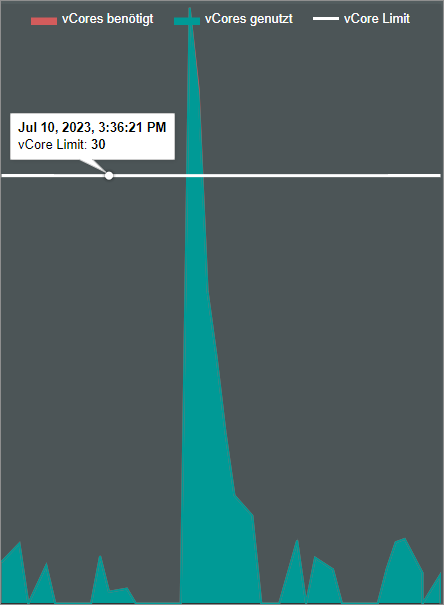 vCores benötigt vCores genutzt vCore Limit
Jul 10, 2023, 3:36:21 PM
vCore Limit: 30